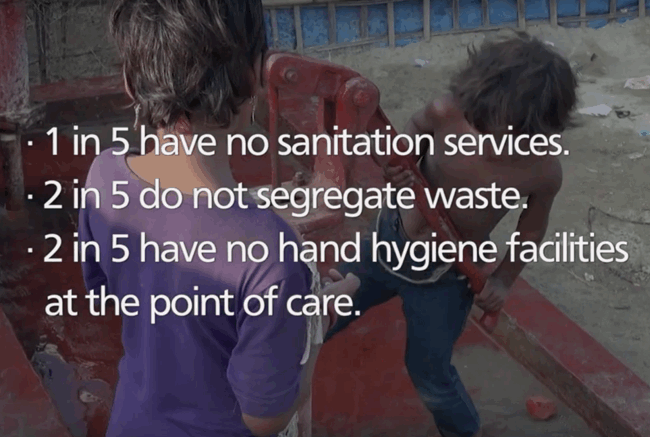 · 1 in 5 have no sanitation services.
· 2 in 5 do not segregate waste.
· 2 in 5 have no hand hygiene facilities
at the point of care.